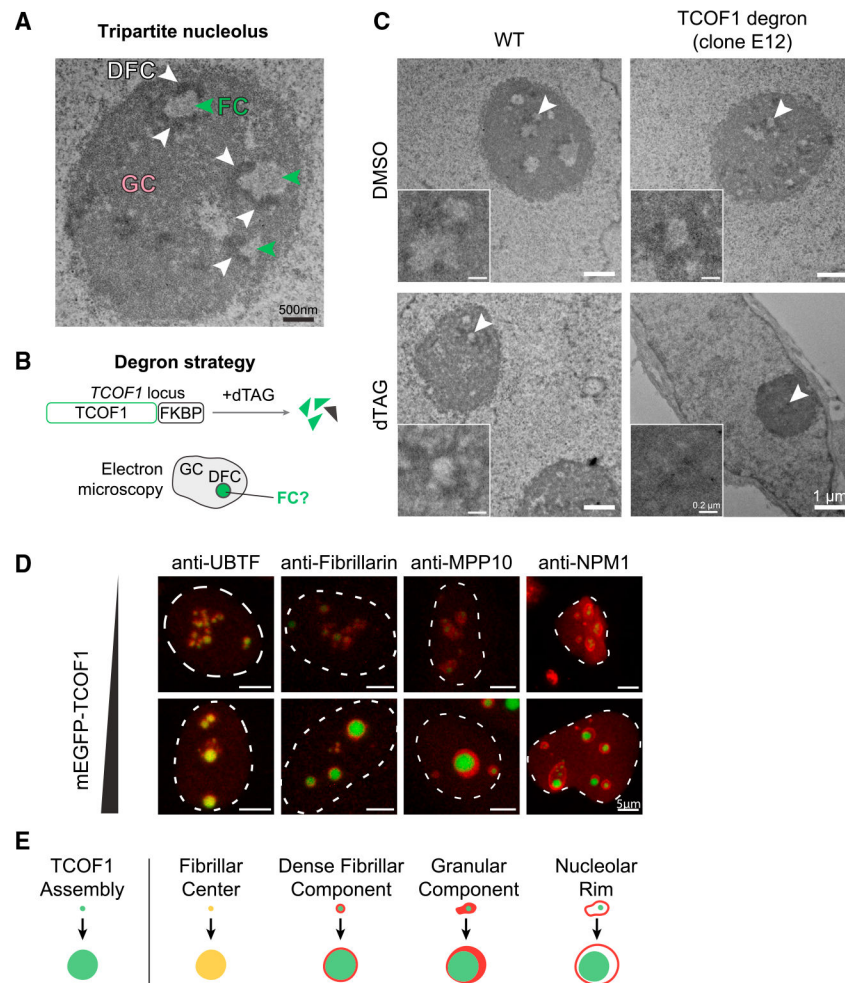 A
Tripartite nucleolus
DFC
FC
GC
500nm
B
Degron strategy
TCOF1 locus
TCOF1
FKBP
+dTAG
Electron
microscopy
GC
DFC
FC?
C
WT
TCOF1 degron
(clone E12)
DMSO
dTAG
0.2 µm
1 µm
D
anti-UBTF
anti-Fibrillarin
anti-MPP10
anti-NPM1
mEGFP-TCOF1
5µm
E
TCOF1
Assembly
Fibrillar
Center
Dense Fibrillar
Component
Granular
Component
Nucleolar
Rim